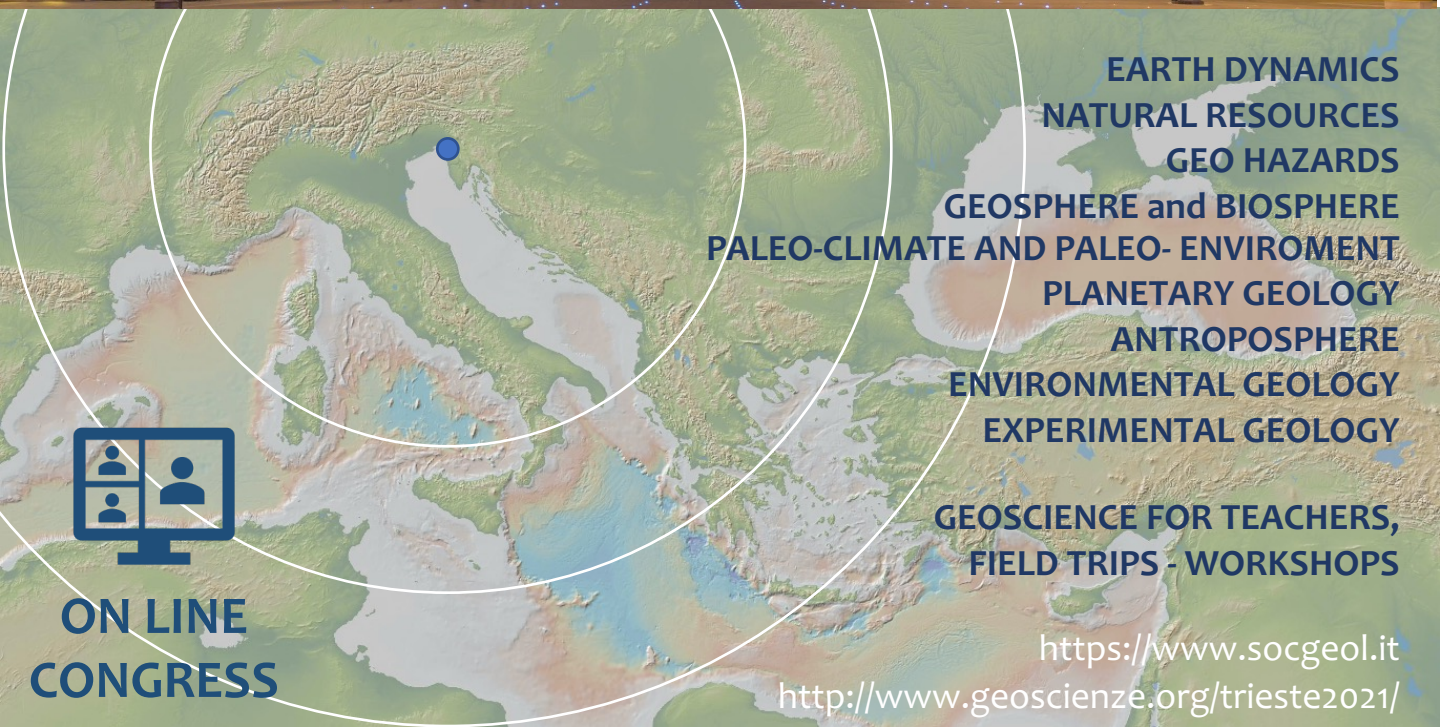 EARTH DYNAMICS
NATURAL RESOURCES
GEO HAZARDS
GEOSPHERE and BIOSPHERE
PALEO-CLIMATE AND PALEO- ENVIROMENT
PLANETARY GEOLOGY
ANTROPOSPHERE
ENVIRONMENTAL GEOLOGY
EXPERIMENTAL GEOLOGY
GEOSCIENCE FOR TEACHERS,
FIELD TRIPS - WORKSHOPS
ON LINE
CONGRESS
https://www.socgeol.it
http://www.geoscienze.org/trieste2021/